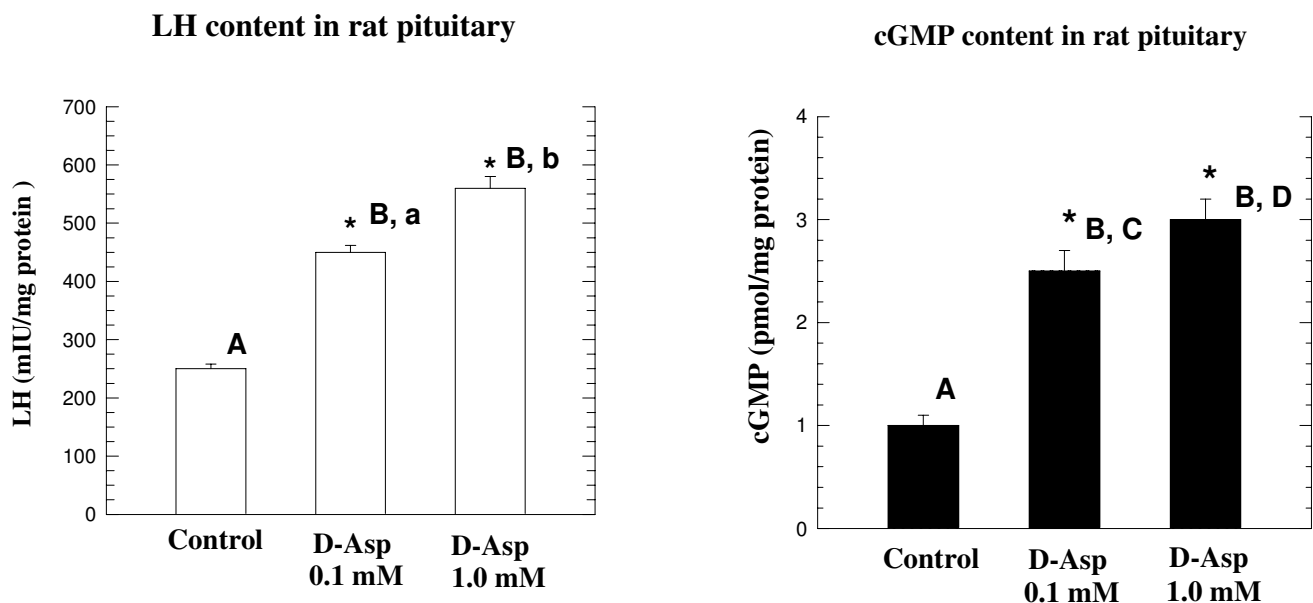 LH content in rat pituitary
LH (mIU/mg protein )
700
600
500
400
300
200
100
0
A
* B, a
* B, b
Control
D-Asp
0.1 mM
D-Asp
1.0 mM
cGMP content in rat pituitary
cGMP (pmol/mg protein)
4
3
2
1
0
A
*
B, C
*
B, D
Control
D-Asp
0.1 mM
D-Asp
1.0 mM